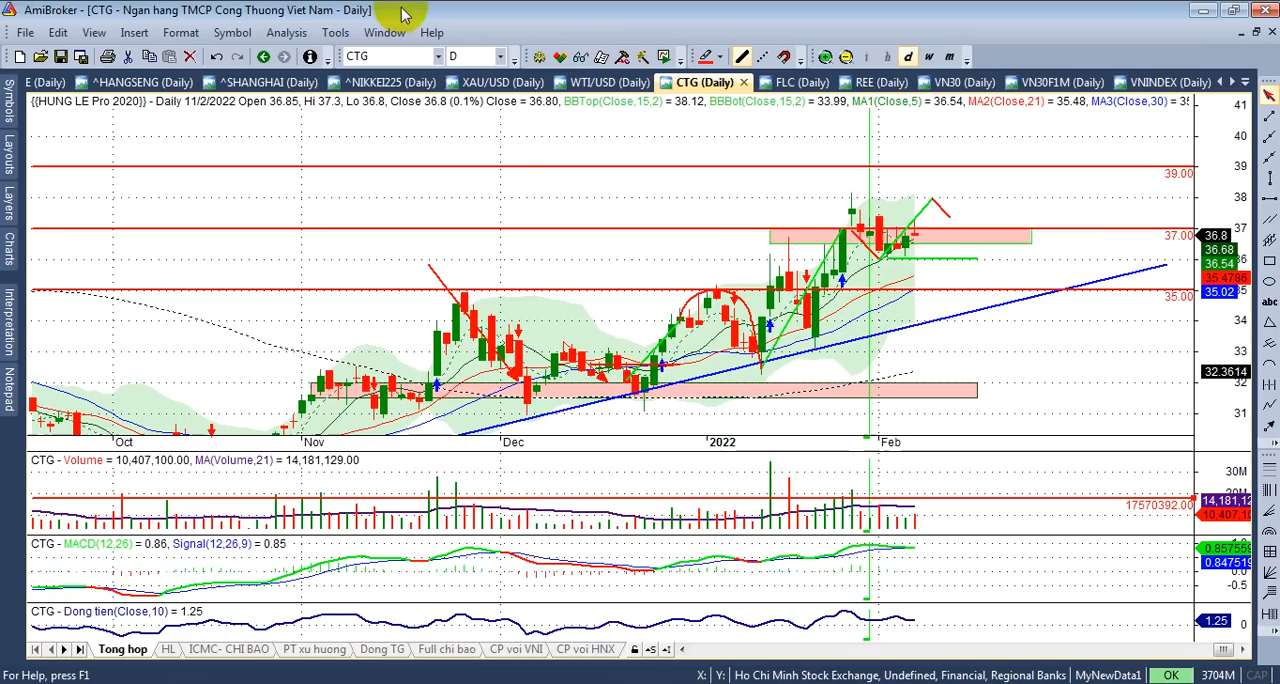 AmiBroker - [CTG - Ngan hang TMCP Cong Thuong Viet Nam - Daily]
File Edit View Insert Format Symbol Analysis Tools Window Help
CTG D i h d w m
E (Daily) ^HANGSENG (Daily) ^SHANGHAI (Daily) ^NIKKEI225 (Daily) XAU/USD (Daily) WTI/USD (Daily) CTG (Daily) FLC (Daily) REE (Daily) VN30 (Daily) VN30F1M (Daily) VNINDEX (Daily)
Symbols
Layouts
Layers
Charts
Interpretation
Notepad
{{HUNG LE Pro 2020}} - Daily 11/2/2022 Open 36.85, Hi 37.3, Lo 36.8, Close 36.8 (0.1%) Close = 36.80, BBTop(Close,15,2) = 38.12, BBBot(Close,15,2) = 33.99, MA1(Close,5) = 36.54, MA2(Close,21) = 35.48, MA3(Close,30) = 35
41
40
39
39.00
38
37
37.00
36.8
36.68
36
36.54
35.4786
35.02
35.00
34
33
32.3614
32
31
Oct Nov Dec 2022 Feb
CTG - Volume = 10,407,100.00, MA(Volume,21) = 14,181,129.00
30M
20M
14,181,12
17570392.00
10,407,10
CTG - MACD(12,26) = 0.86, Signal(12,26,9) = 0.85
1.0
0.857559
0.847519
0.0
-0.5
CTG - Dong tien(Close,10) = 1.25
1.25
0
Tong hop HL ICMC- CHI BAO PT xu huong Dong TG Full chi bao CP voi VNI CP voi HNX
abc
For Help, press F1 X: Y: Ho Chi Minh Stock Exchange, Undefined, Financial, Regional Banks MyNewData1 OK 3704M CAP